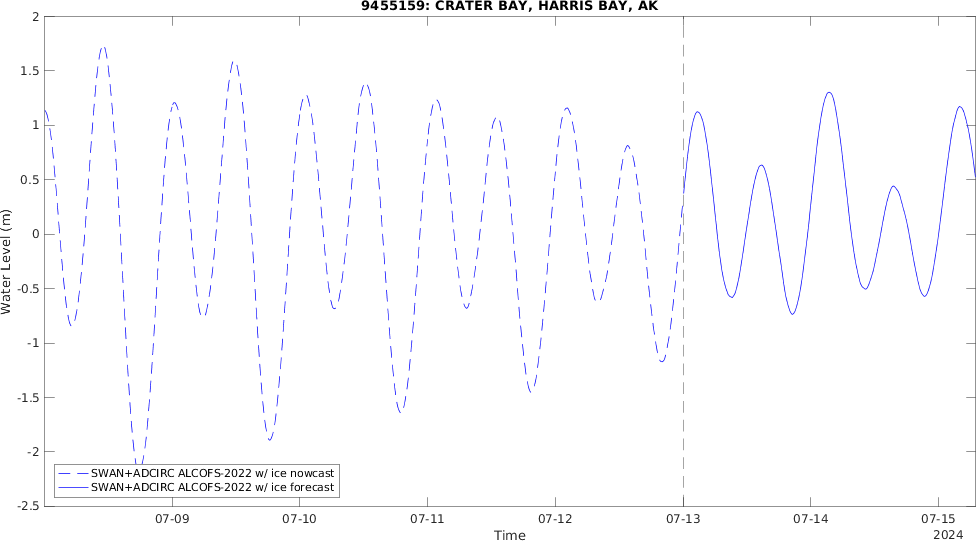 9455159: CRATER BAY, HARRIS BAY, AK
2
1.5
1
0.5
0
-0.5
-1
-1.5
-2
-2.5
Water Level (m)
SWAN+ADCIRC ALCOFS-2022 w/ ice nowcast
SWAN+ADCIRC ALCOFS-2022 w/ ice forecast
07-09 07-10 07-11 07-12 07-13 07-14 07-15
Time 2024